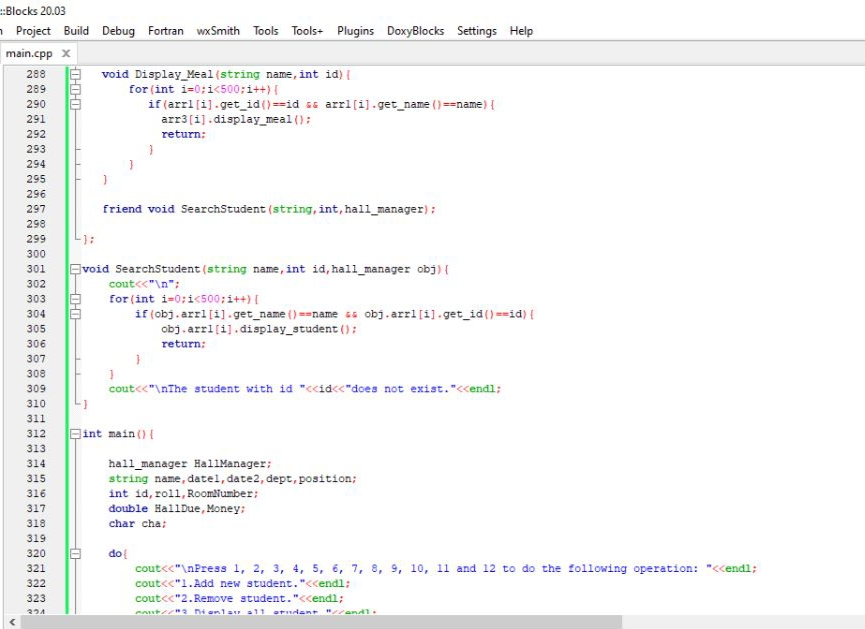 ::Blocks 20.03
Project Build Debug Fortran wxSmith Tools Tools+ Plugins DoxyBlocks Settings Help
main.cpp X
288 void Display_Meal(string name,int id){
289 for(int i=0;i<500;i++){
290 if(arr1[i].get_id()==id && arr1[i].get_name()==name){
291 arr3[i].display_meal();
292 return;
293 }
294 }
295 }
296
297 friend void SearchStudent(string,int,hall_manager);
298
299 };
300
301 void SearchStudent(string name,int id,hall_manager obj){
302 cout<<"\n";
303 for(int i=0;i<500;i++){
304 if(obj.arr1[i].get_name()==name && obj.arr1[i].get_id()==id){
305 obj.arr1[i].display_student();
306 return;
307 }
308 }
309 cout<<"\nThe student with id "<<id<<"does not exist."<<endl;
310 }
311
312 int main(){
313
314 hall_manager HallManager;
315 string name,date1,date2,dept,position;
316 int id,roll,RoomNumber;
317 double HallDue,Money;
318 char cha;
319
320 do{
321 cout<<"\nPress 1, 2, 3, 4, 5, 6, 7, 8, 9, 10, 11 and 12 to do the following operation: "<<endl;
322 cout<<"1.Add new student."<<endl;
323 cout<<"2.Remove student."<<endl;
324 cout<<"3.Display all student."<<endl;